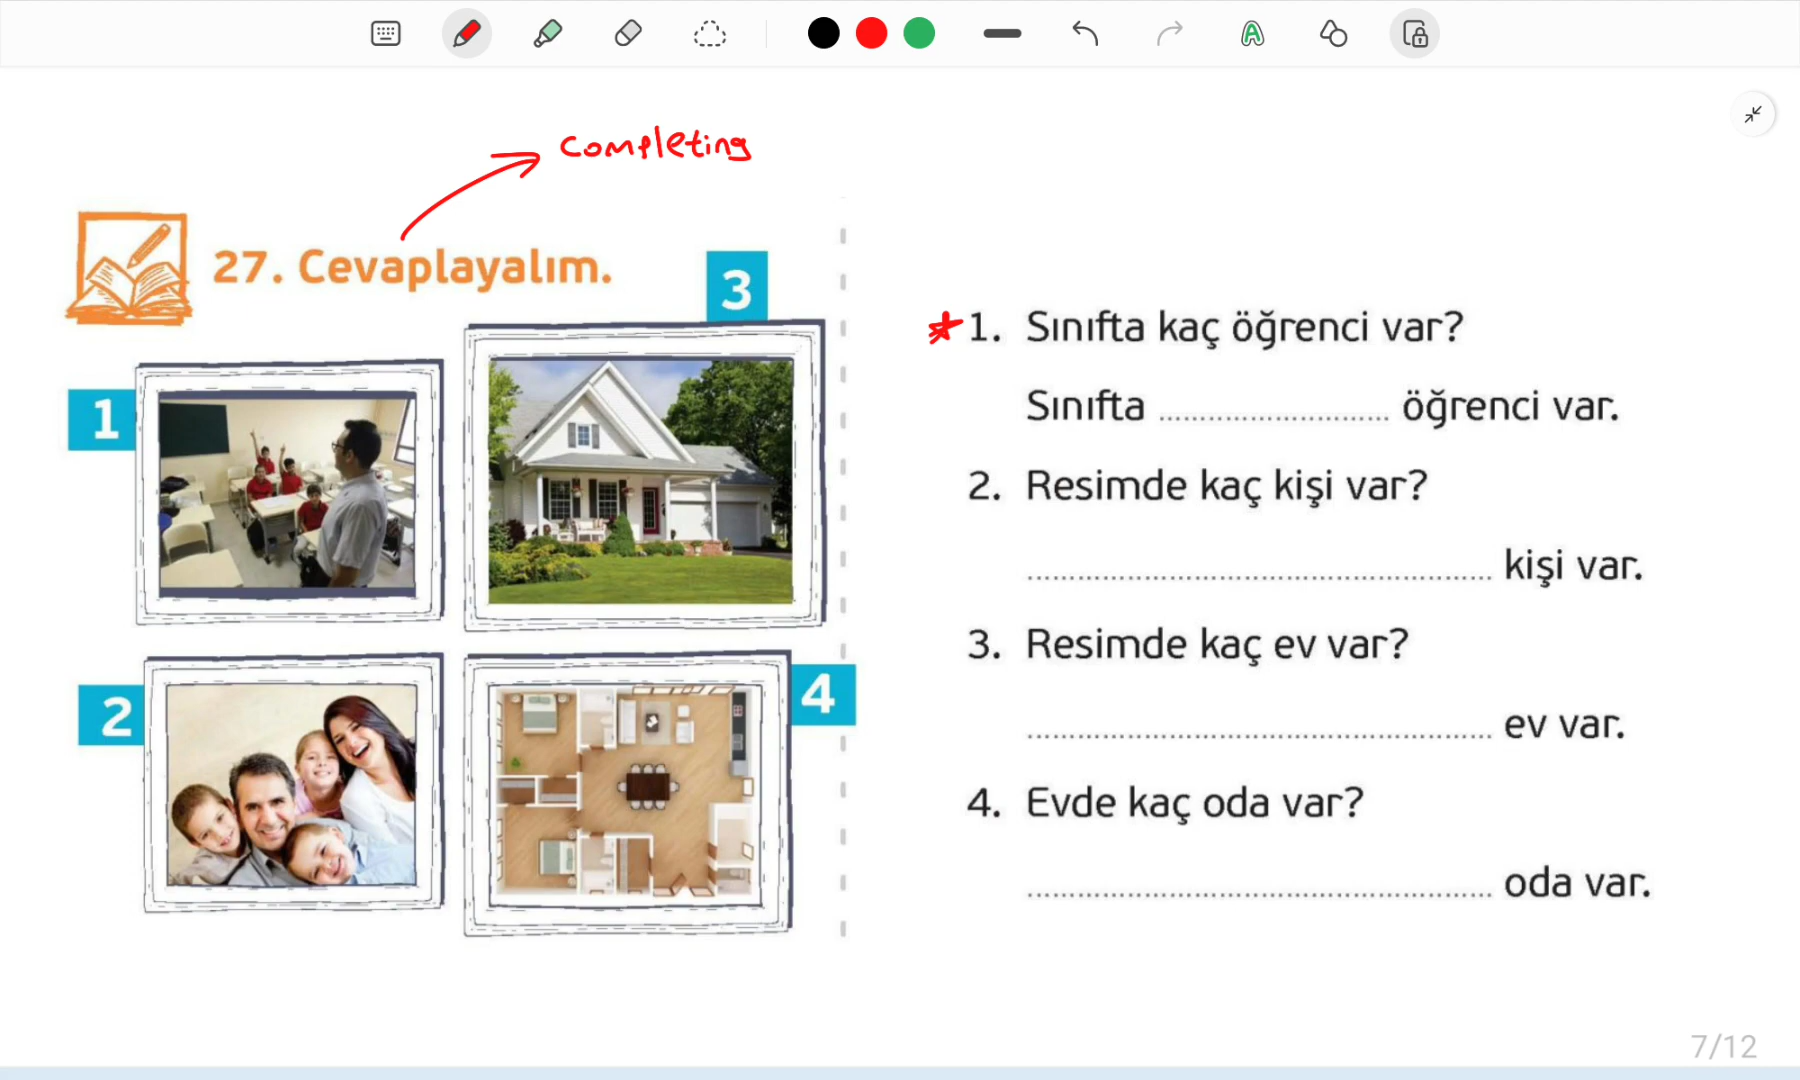 completing
27. Cevaplayalım.
3
1
2
4
1. Sınıfta kaç öğrenci var?
Sınıfta ........................... öğrenci var.
2. Resimde kaç kişi var?
....................................................... kişi var.
3. Resimde kaç ev var?
....................................................... ev var.
4. Evde kaç oda var?
....................................................... oda var.
7/12